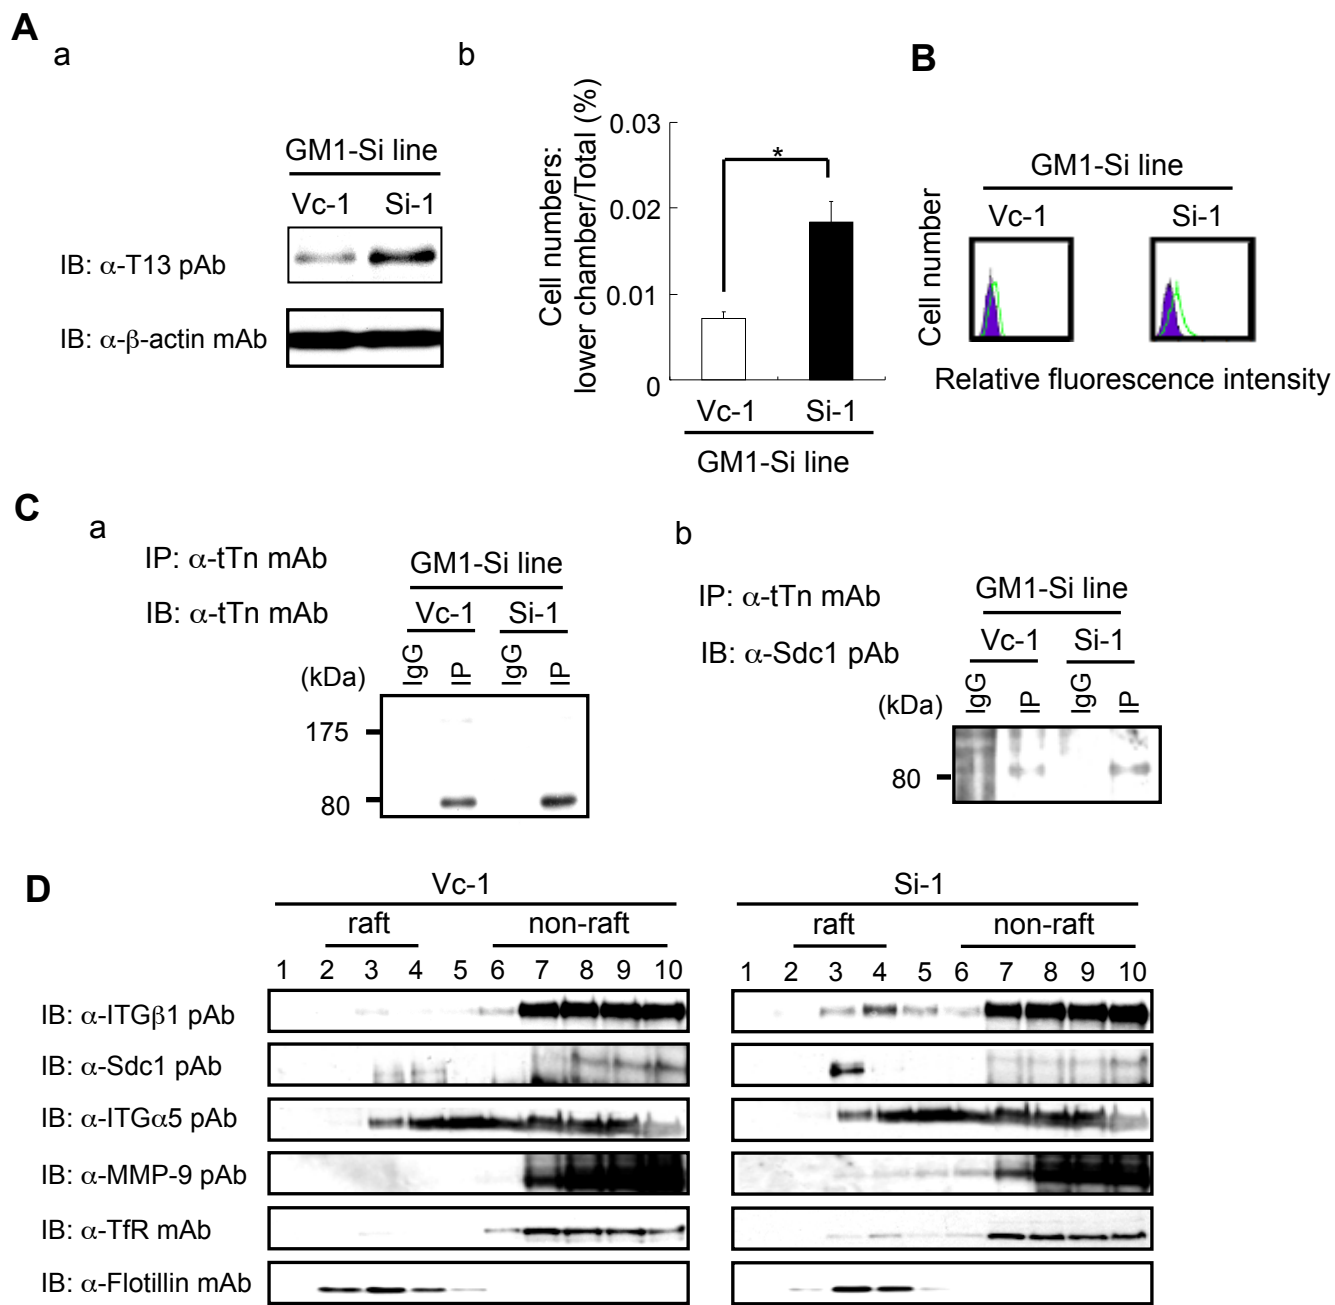 A
a
GM1-Si line
Vc-1 Si-1
IB: α-T13 pAb
IB: α-β-actin mAb
b
Cell numbers:
lower chamber/Total (%)
0.03
0.02
0.01
0
*
Vc-1 Si-1
GM1-Si line
B
GM1-Si line
Vc-1 Si-1
Cell number
Relative fluorescence intensity
C
a
IP: α-tTn mAb
IB: α-tTn mAb
GM1-Si line
Vc-1 Si-1
IgG IP IgG IP
(kDa)
175
80
b
IP: α-tTn mAb
IB: α-Sdc1 pAb
GM1-Si line
Vc-1 Si-1
IgG IP IgG IP
(kDa)
80
D
Vc-1 Si-1
raft non-raft raft non-raft
1 2 3 4 5 6 7 8 9 10 1 2 3 4 5 6 7 8 9 10
IB: α-ITGβ1 pAb
IB: α-Sdc1 pAb
IB: α-ITGα5 pAb
IB: α-MMP-9 pAb
IB: α-TfR mAb
IB: α-Flotillin mAb